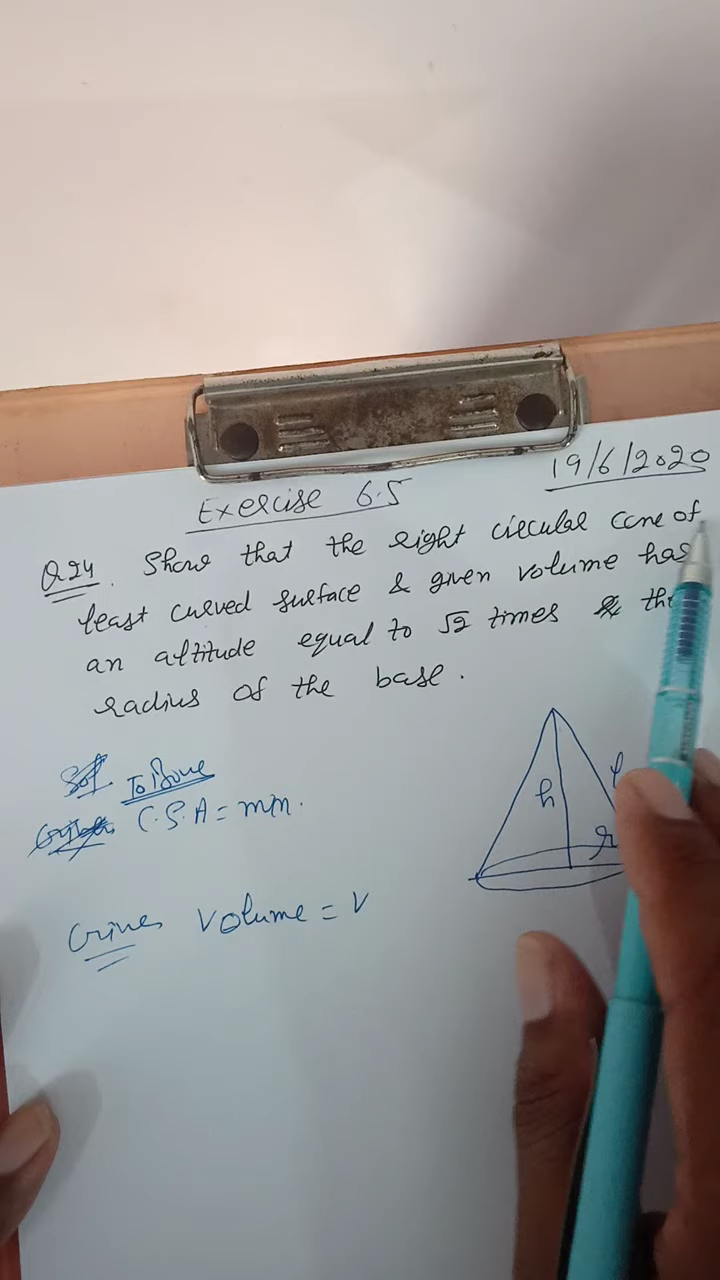 19/6/2020
Exercise 6.5
Q24. Show that the right circular cone of
least curved surface & given volume has
an altitude equal to √2 times the
radius of the base.
Sol. To Prove
C.S.A = min.
Given Volume = V
h
l
r